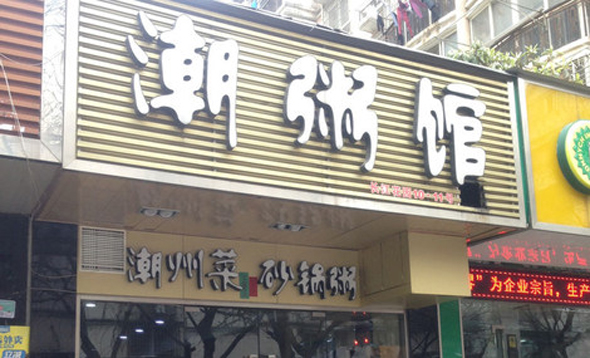 潮粥馆
潮州菜 砂锅粥
为企业宗旨，生产